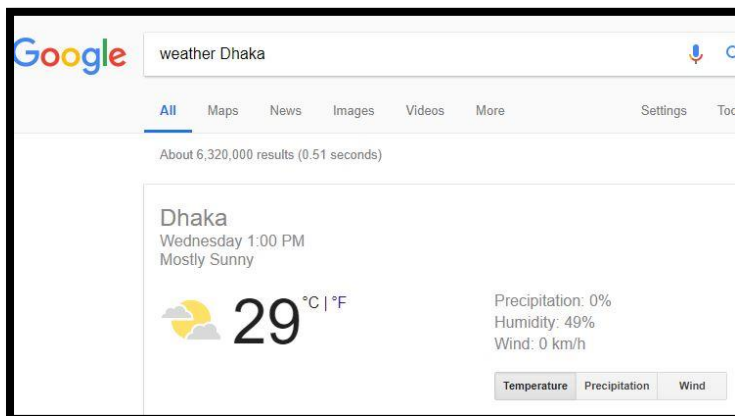 Google weather Dhaka
All Maps News Images Videos More Settings
About 6,320,000 results (0.51 seconds)
Dhaka
Wednesday 1:00 PM
Mostly Sunny
29 °C | °F
Precipitation: 0%
Humidity: 49%
Wind: 0 km/h
Temperature Precipitation Wind